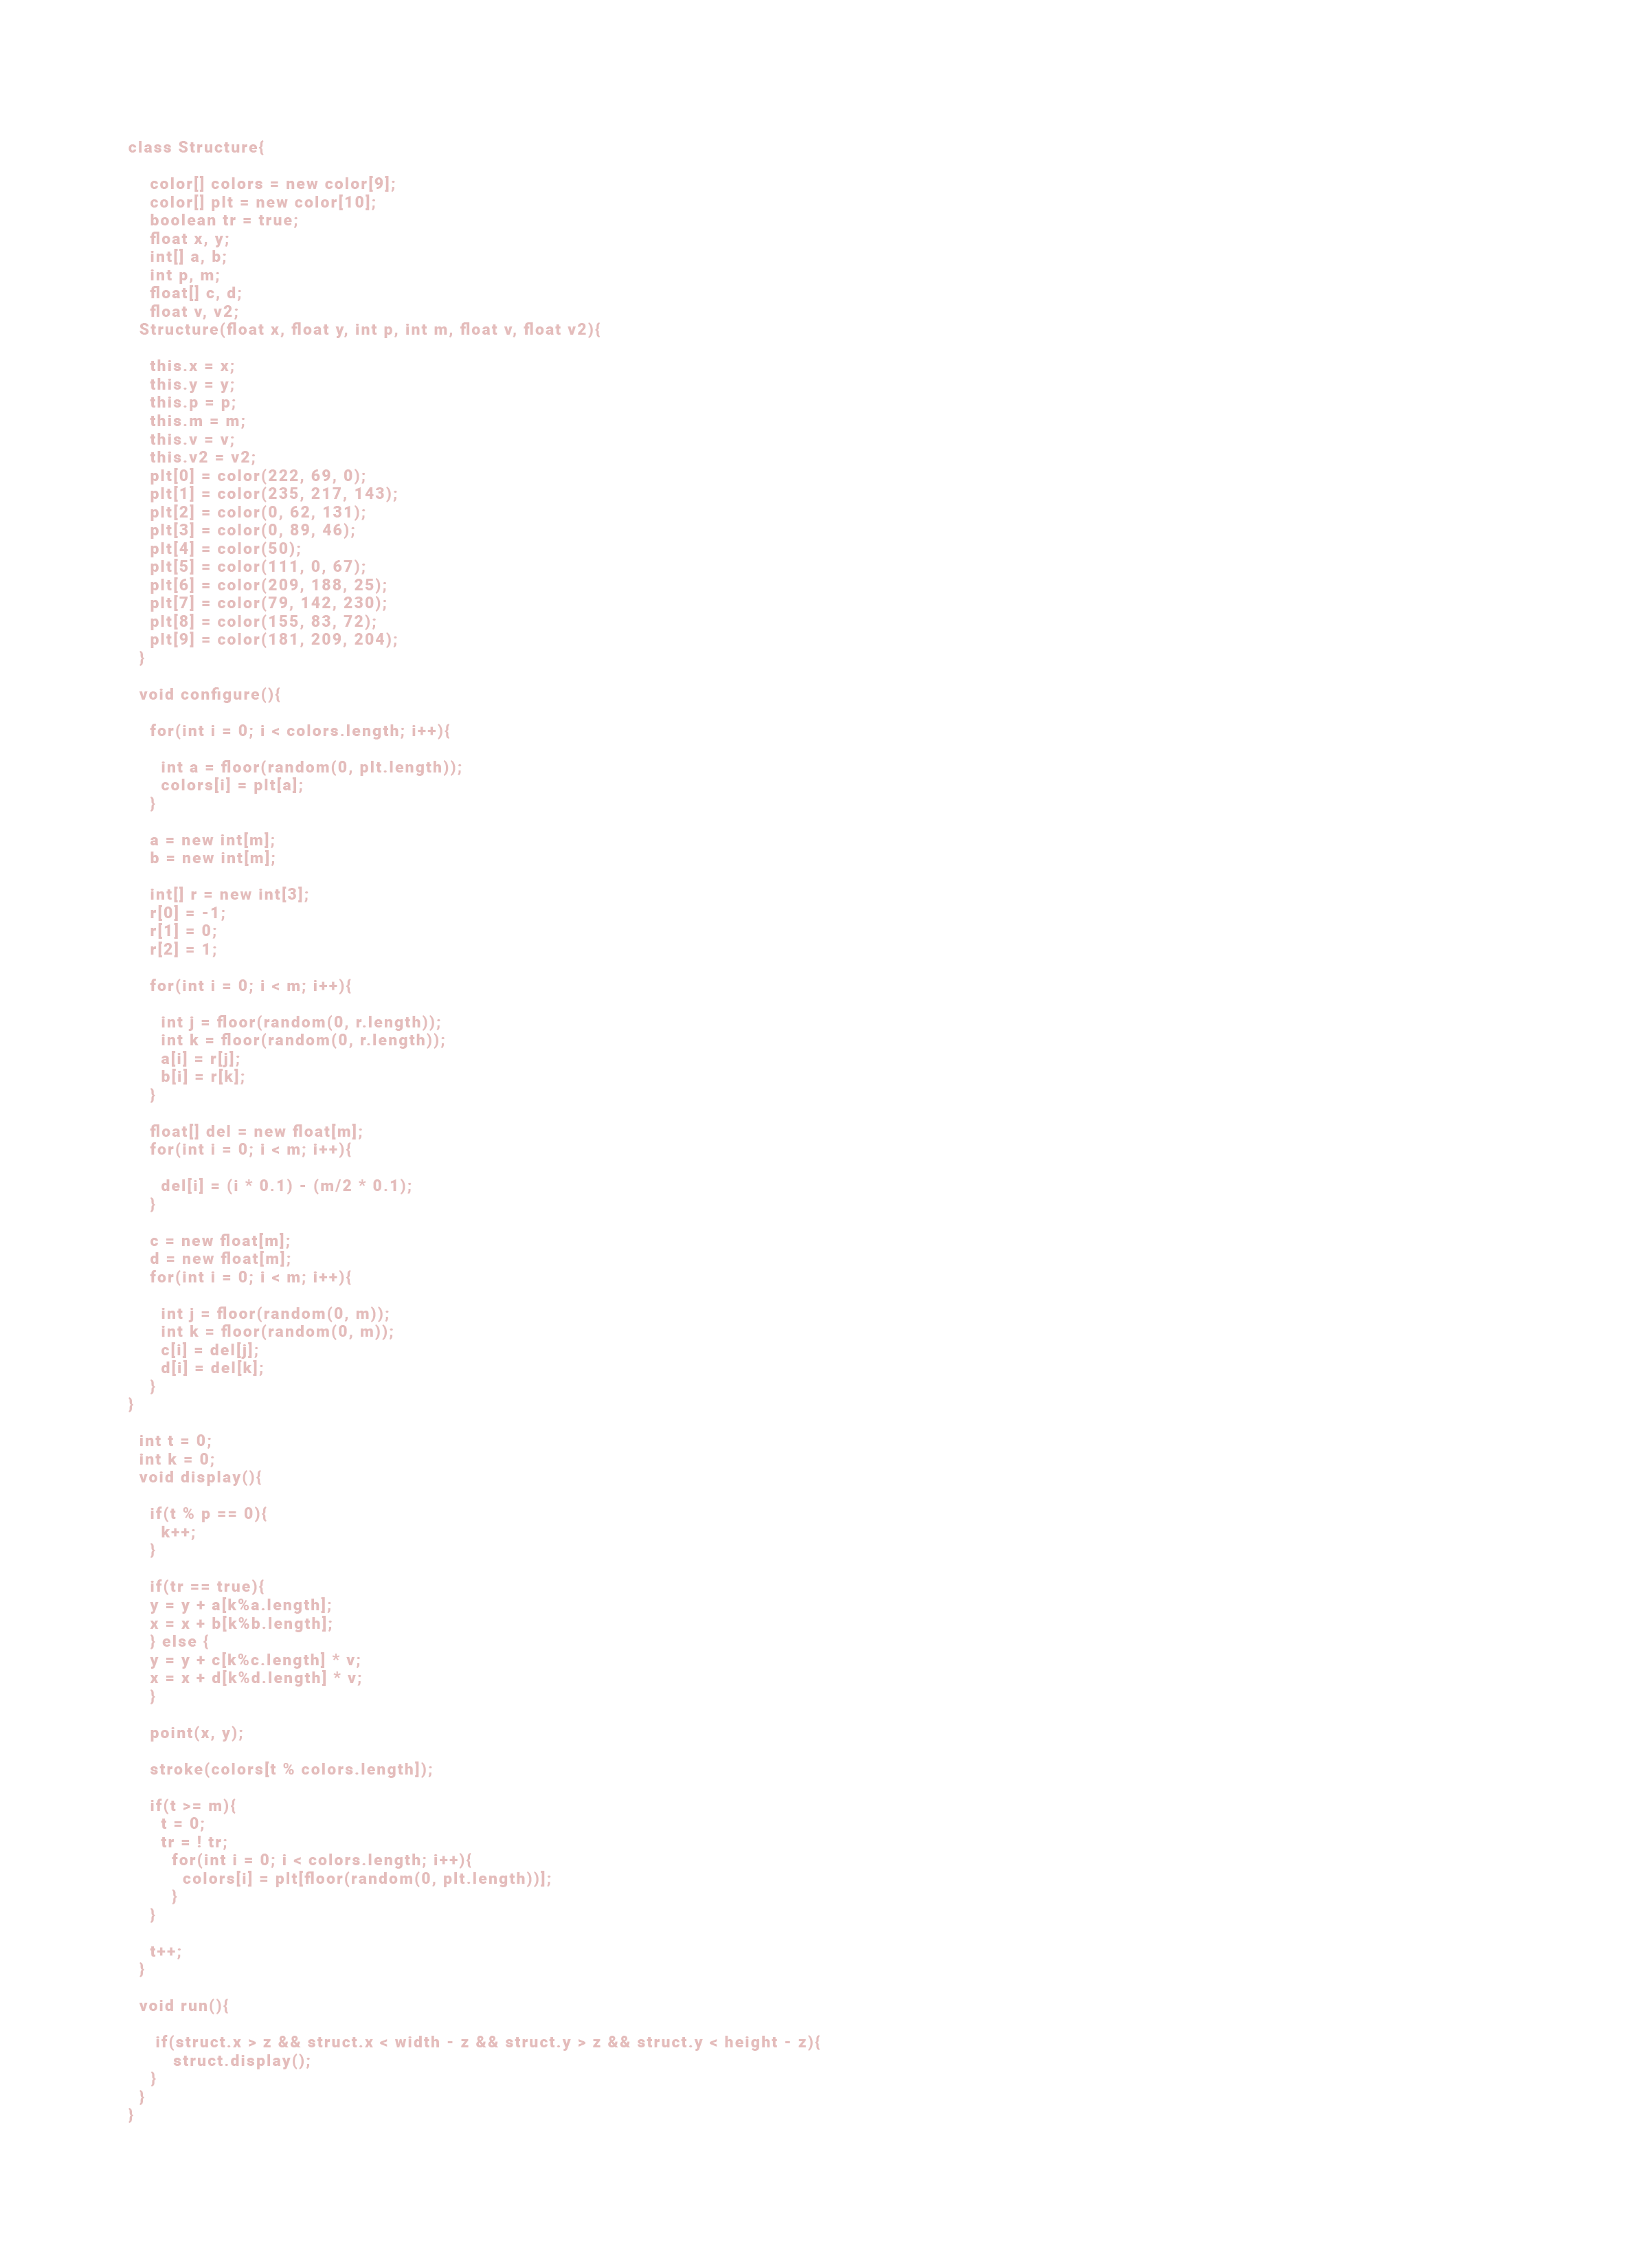 class Structure{
color[] colors = new color[9];
color[] plt = new color[10];
boolean tr = true;
float x, y;
int[] a, b;
int p, m;
float[] c, d;
float v, v2;
Structure(float x, float y, int p, int m, float v, float v2){
this.x = x;
this.y = y;
this.p = p;
this.m = m;
this.v = v;
this.v2 = v2;
plt[0] = color(222, 69, 0);
plt[1] = color(235, 217, 143);
plt[2] = color(0, 62, 131);
plt[3] = color(0, 89, 46);
plt[4] = color(50);
plt[5] = color(111, 0, 67);
plt[6] = color(209, 188, 25);
plt[7] = color(79, 142, 230);
plt[8] = color(155, 83, 72);
plt[9] = color(181, 209, 204);
}
void configure(){
for(int i = 0; i < colors.length; i++){
int a = floor(random(0, plt.length));
colors[i] = plt[a];
}
a = new int[m];
b = new int[m];
int[] r = new int[3];
r[0] = -1;
r[1] = 0;
r[2] = 1;
for(int i = 0; i < m; i++){
int j = floor(random(0, r.length));
int k = floor(random(0, r.length));
a[i] = r[j];
b[i] = r[k];
}
float[] del = new float[m];
for(int i = 0; i < m; i++){
del[i] = (i * 0.1) - (m/2 * 0.1);
}
c = new float[m];
d = new float[m];
for(int i = 0; i < m; i++){
int j = floor(random(0, m));
int k = floor(random(0, m));
c[i] = del[j];
d[i] = del[k];
}
}
int t = 0;
int k = 0;
void display(){
if(t % p == 0){
k++;
}
if(tr == true){
y = y + a[k%a.length];
x = x + b[k%b.length];
} else {
y = y + c[k%c.length] * v;
x = x + d[k%d.length] * v;
}
point(x, y);
stroke(colors[t % colors.length]);
if(t >= m){
t = 0;
tr = ! tr;
for(int i = 0; i < colors.length; i++){
colors[i] = plt[floor(random(0, plt.length))];
}
}
t++;
}
void run(){
if(struct.x > z && struct.x < width - z && struct.y > z && struct.y < height - z){
struct.display();
}
}
}